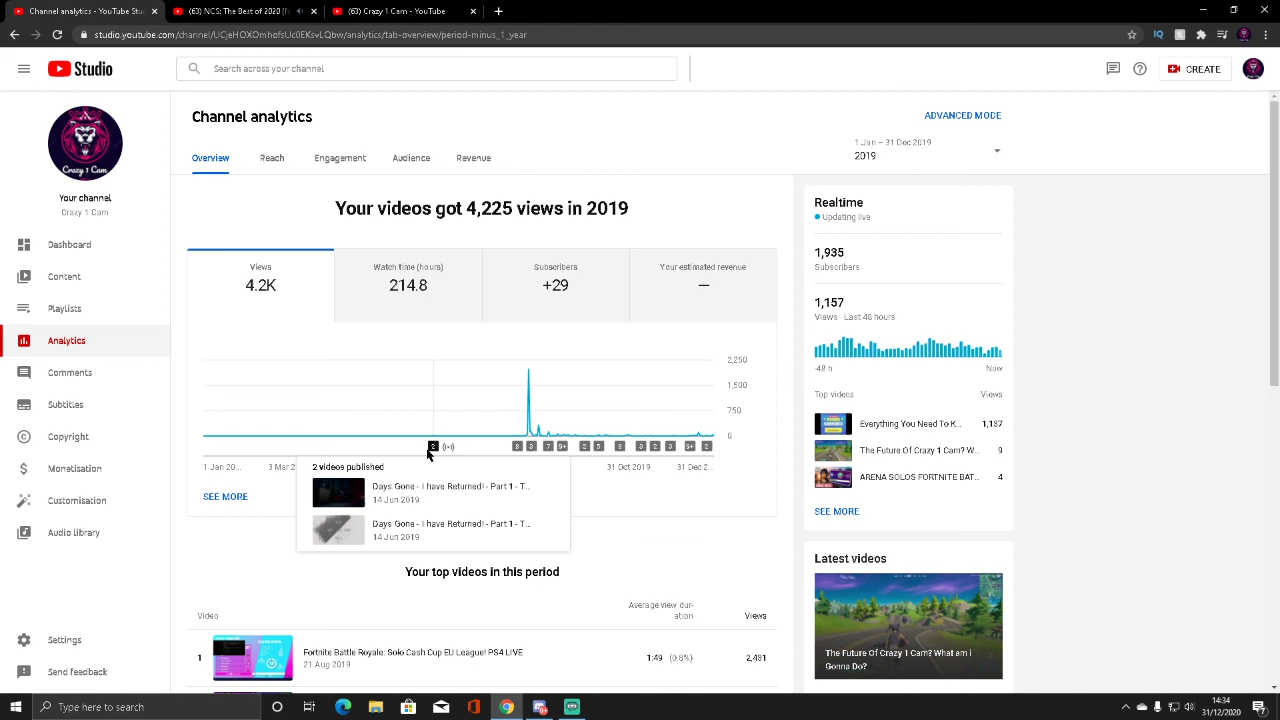 Channel analytics - YouTube Stu
(63) NCS: The Best of 2020 [N
(63) Crazy 1 Cam - YouTube
studio.youtube.com/channel/UCjeHOXOmhofsUc0EKsvLQbw/analytics/tab-overview/period-minus_1_year
IQ
Studio
Search across your channel
CREATE
Crazy 1 Cam
Your channel
Crazy 1 Cam
Dashboard
Content
Playlists
Analytics
Comments
Subtitles
Copyright
Monetisation
Customisation
Audio library
Settings
Send feedback
Channel analytics
ADVANCED MODE
1 Jan – 31 Dec 2019
2019
Overview Reach Engagement Audience Revenue
Your videos got 4,225 views in 2019
Views
4.2K
Watch time (hours)
214.8
Subscribers
+29
Your estimated revenue
—
2,250
1,500
750
0
1 Jan 20... 3 Mar 2 31 Oct 2019 31 Dec 2...
2 videos published
Days Gone - I have Returned! - Part 1 - T...
14 Jun 2019
Days Gone - I have Returned! - Part 1 - T...
14 Jun 2019
SEE MORE
Your top videos in this period
Video
Average view dur-
ation
Views
1
Fortnite Battle Royale: Solo Cash Cup EU League! PS4 LIVE
21 Aug 2019
1:49 (0.8%) 2,431
Realtime
Updating live
1,935
Subscribers
1,157
Views · Last 48 hours
-48 h Now
Top videos Views
Everything You Need To K... 1,137
The Future Of Crazy 1 Cam? W... 9
ARENA SOLOS FORTNITE BAT... 4
SEE MORE
Latest videos
The Future Of Crazy 1 Cam? What am i
Gonna Do?
Type here to search
14:34
31/12/2020